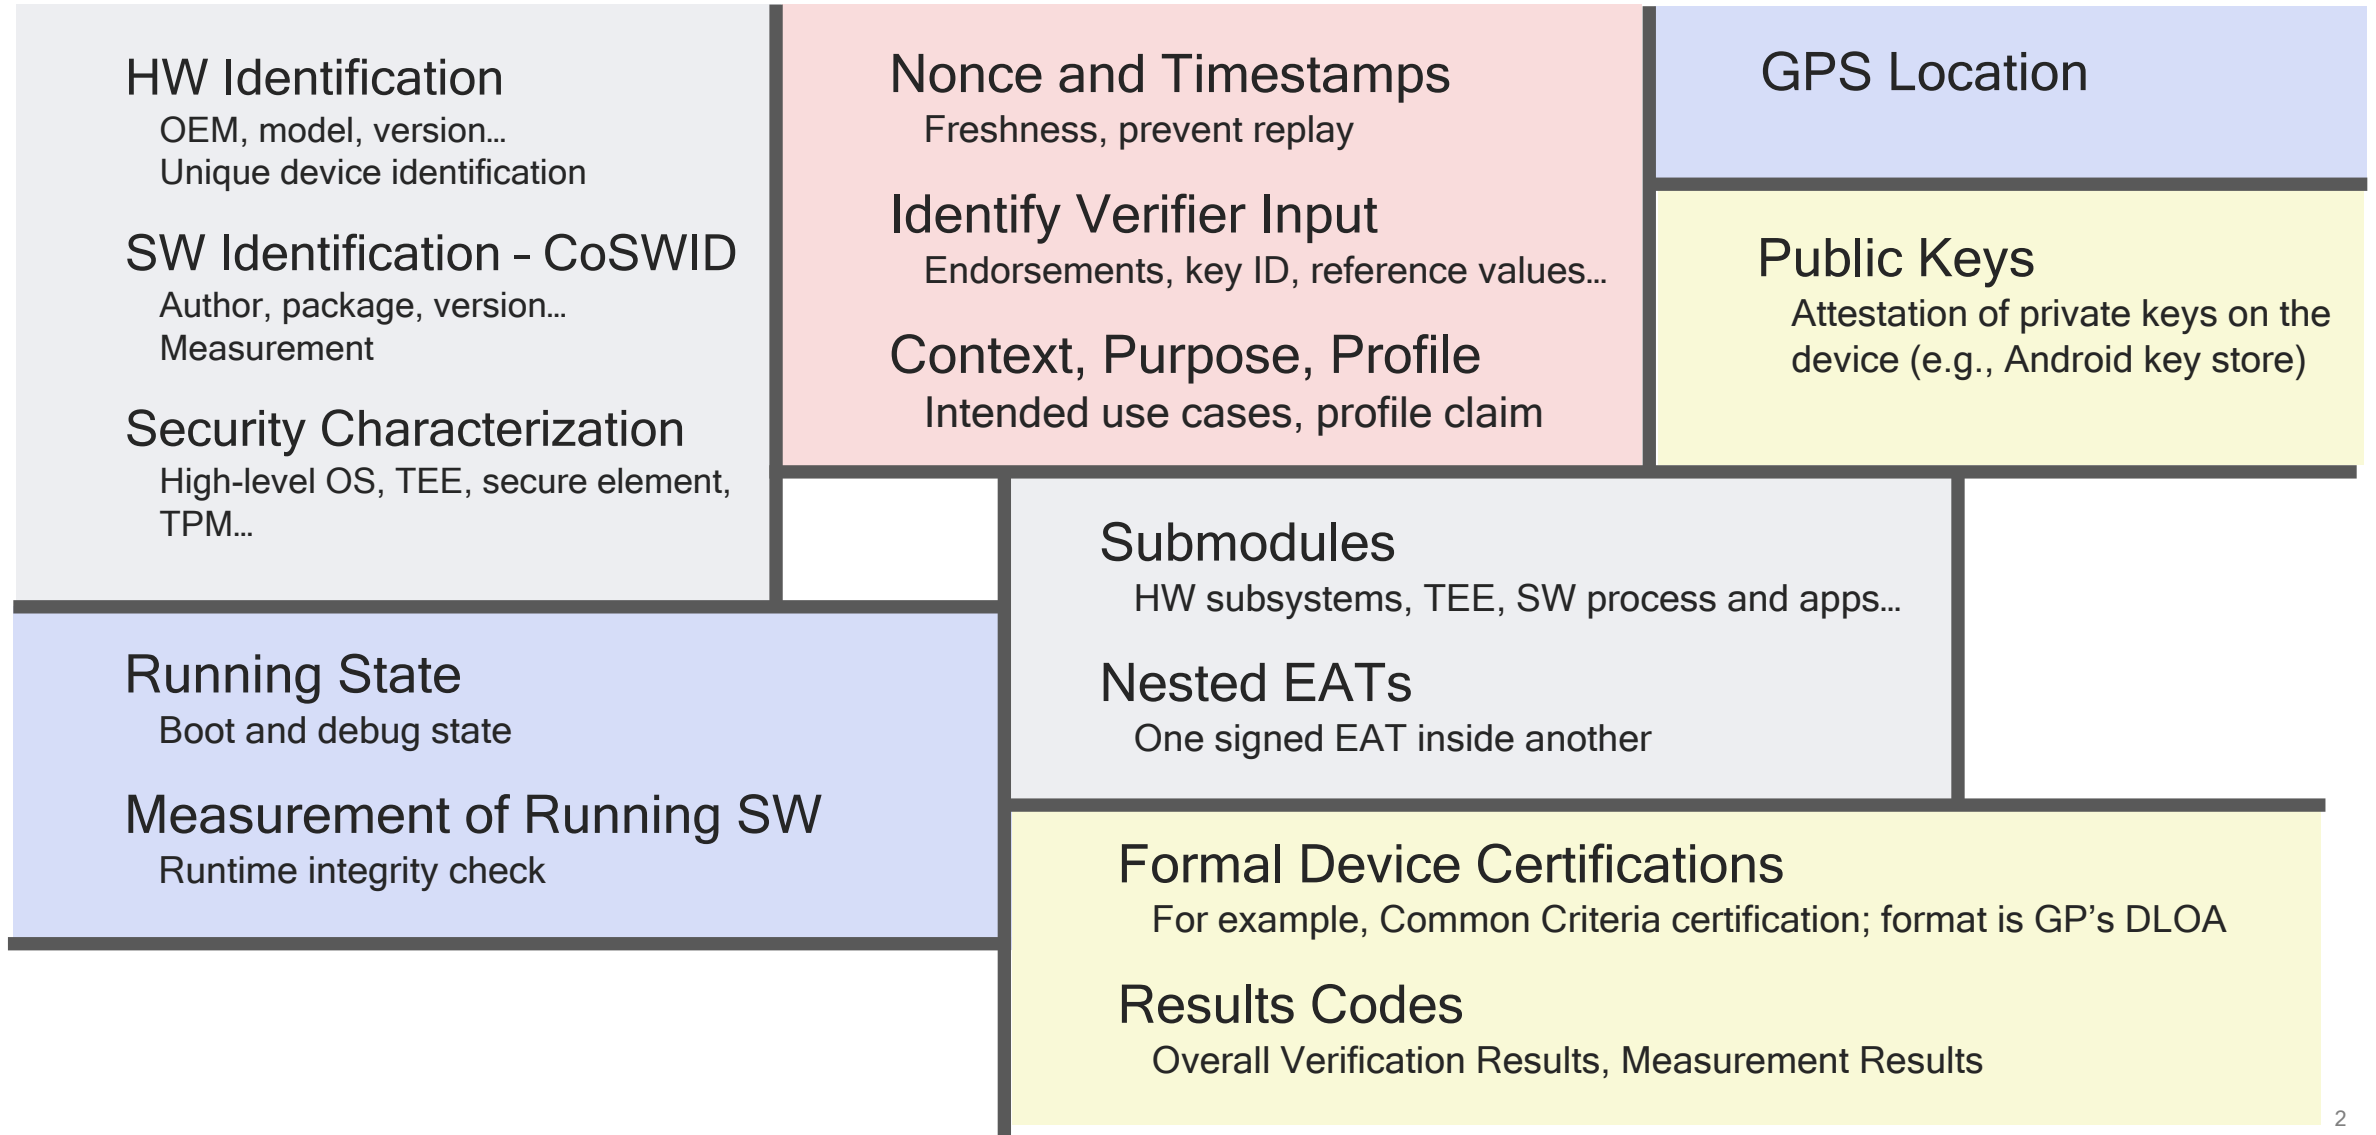 HW Identification
OEM, model, version…
Unique device identification
SW Identification – CoSWID
Author, package, version…
Measurement
Security Characterization
High-level OS, TEE, secure element,
TPM…
Nonce and Timestamps
Freshness, prevent replay
Identify Verifier Input
Endorsements, key ID, reference values…
Context, Purpose, Profile
Intended use cases, profile claim
GPS Location
Public Keys
Attestation of private keys on the
device (e.g., Android key store)
Running State
Boot and debug state
Measurement of Running SW
Runtime integrity check
Submodules
HW subsystems, TEE, SW process and apps…
Nested EATs
One signed EAT inside another
Formal Device Certifications
For example, Common Criteria certification; format is GP’s DLOA
Results Codes
Overall Verification Results, Measurement Results
2